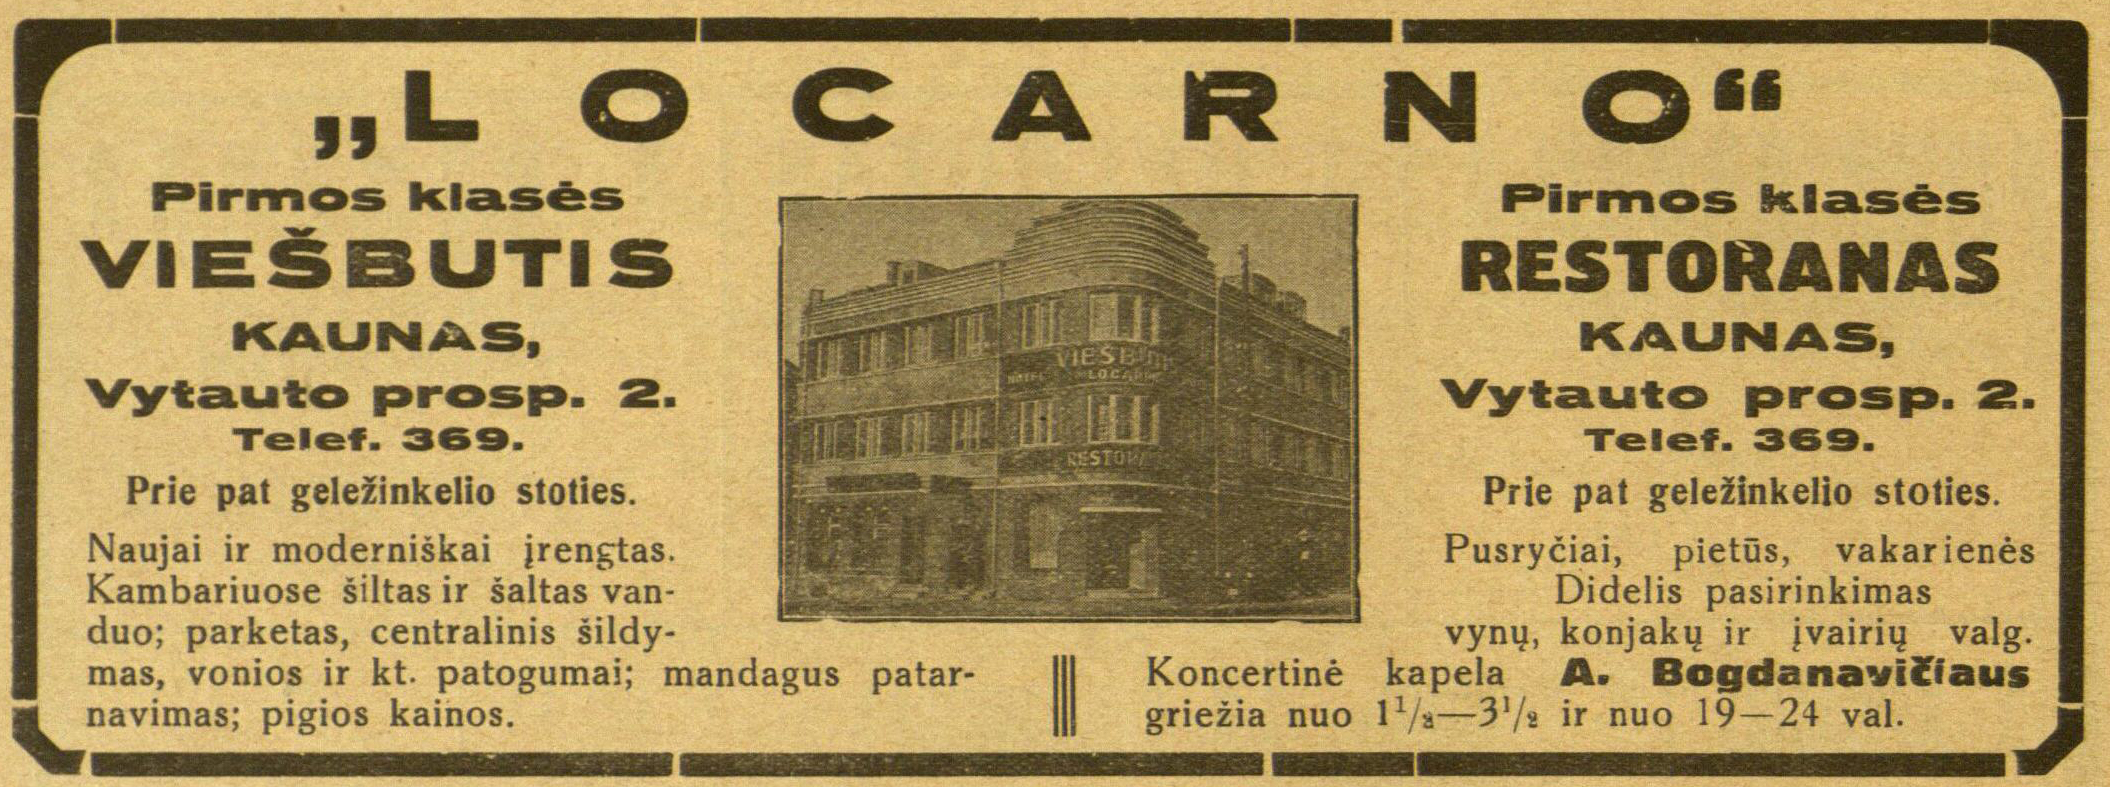 „LOCARNO“
Pirmos klasės
VIEŠBUTIS
KAUNAS,
Vytauto prosp. 2.
Telef. 369.
Prie pat geležinkelio stoties.
Naujai ir moderniškai įrengtas.
Kambariuose šiltas ir šaltas van-
duo; parketas, centralinis šildy-
mas, vonios ir kt. patogumai; mandagus patar-
navimas; pigios kainos.
VIEŠBUTIS
LOCARNO
Pirmos klasės
RESTORANAS
KAUNAS,
Vytauto prosp. 2.
Telef. 369.
Prie pat geležinkelio stoties.
Pusryčiai, pietūs, vakarienės
Didelis pasirinkimas
vynų, konjakų ir įvairių valg.
Koncertinė kapela A. Bogdanavičiaus
griežia nuo 1¹/₂—3¹/₂ ir nuo 19—24 val.